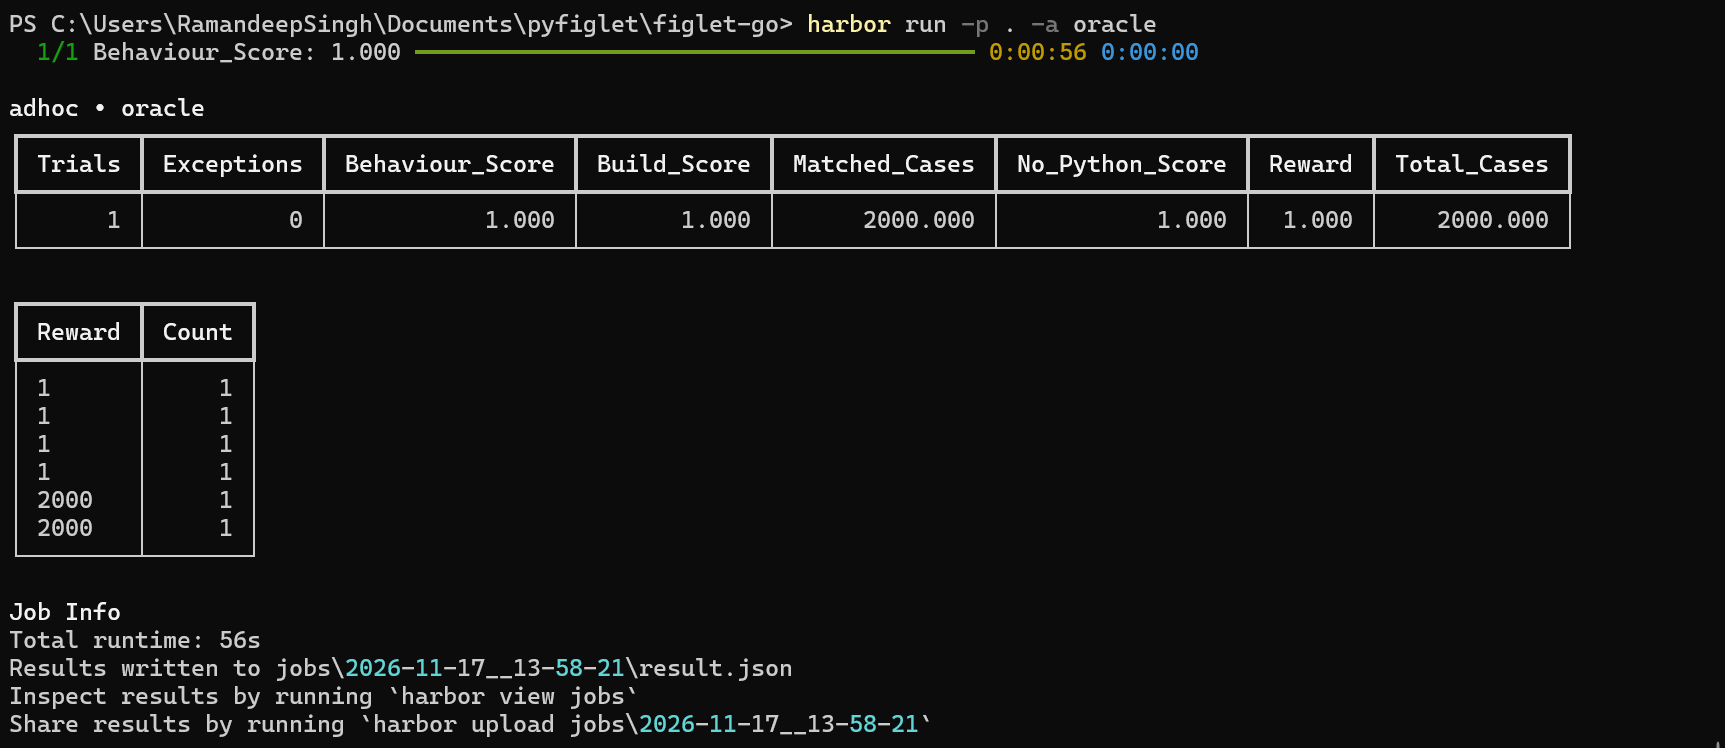 PS C:\Users\RamandeepSingh\Documents\pyfiglet\figlet-go> harbor run -p . -a oracle
1/1 Behaviour_Score: 1.000 0:00:56 0:00:00
adhoc • oracle
Trials Exceptions Behaviour_Score Build_Score Matched_Cases No_Python_Score Reward Total_Cases
1 0 1.000 1.000 2000.000 1.000 1.000 2000.000
Reward Count
1 1
1 1
1 1
1 1
2000 1
2000 1
Job Info
Total runtime: 56s
Results written to jobs\2026-11-17__13-58-21\result.json
Inspect results by running `harbor view jobs`
Share results by running `harbor upload jobs\2026-11-17__13-58-21`